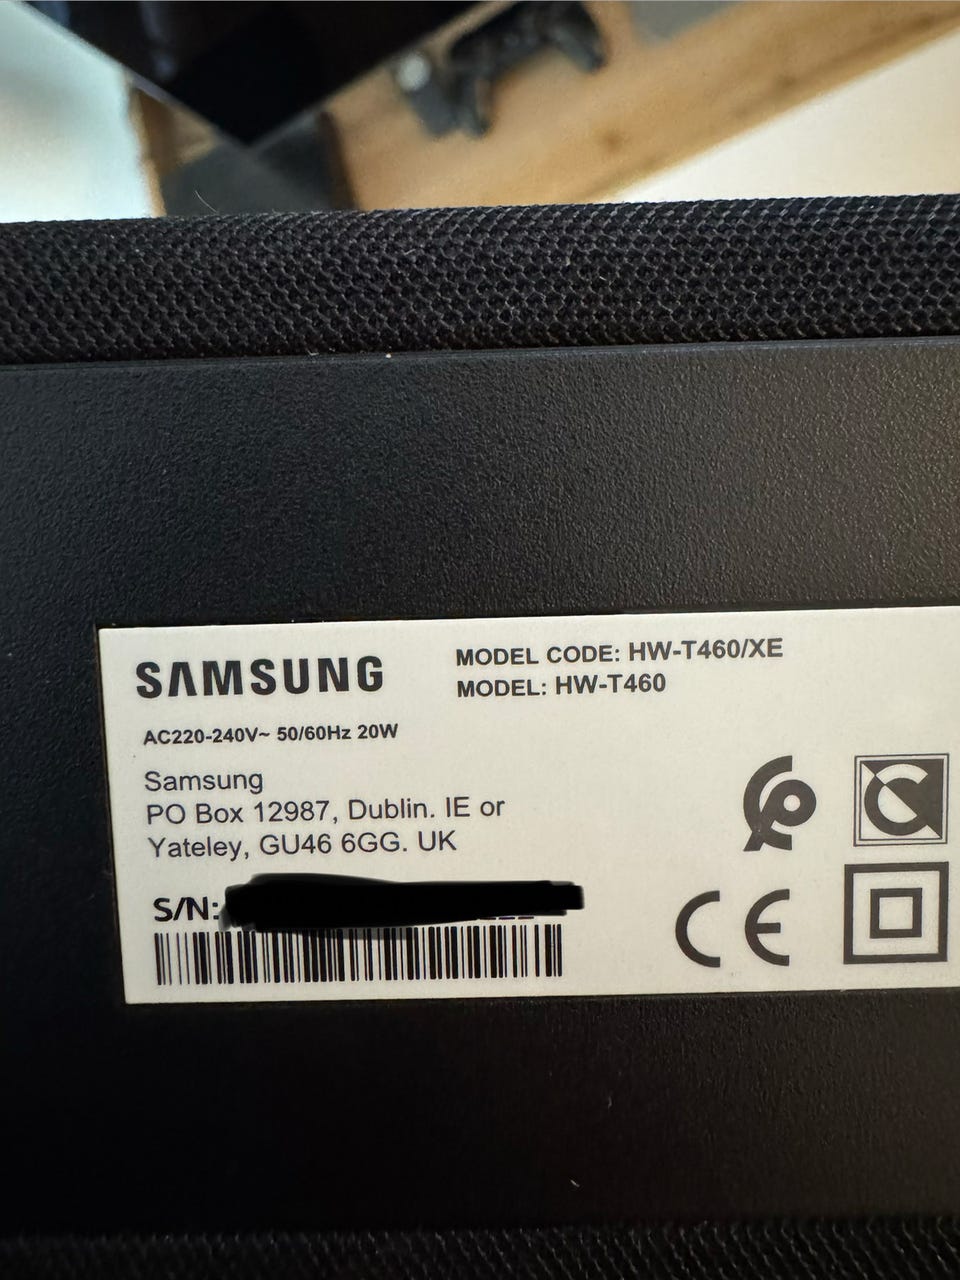 SAMSUNG
MODEL CODE: HW-T460/XE
MODEL: HW-T460
AC220-240V~ 50/60Hz 20W
Samsung
PO Box 12987, Dublin. IE or
Yateley, GU46 6GG. UK
S/N:
CE